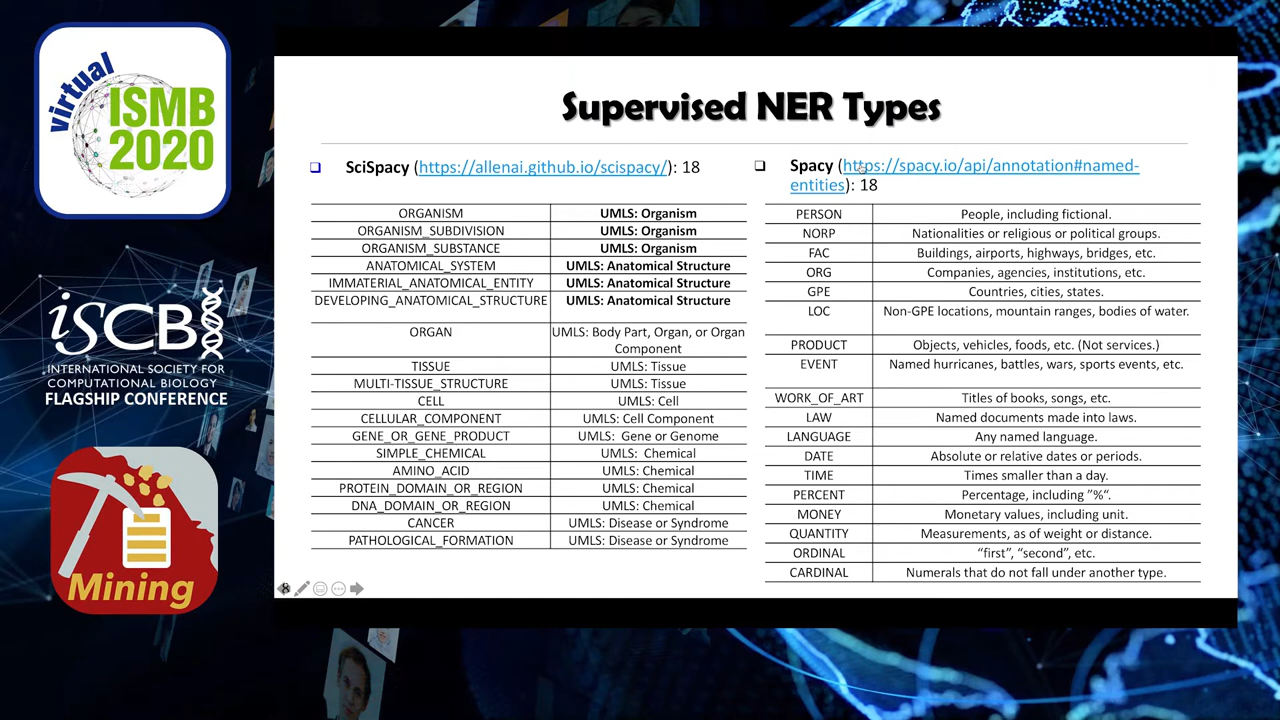 virtual
ISMB
2020
iSCB
INTERNATIONAL SOCIETY FOR
COMPUTATIONAL BIOLOGY
FLAGSHIP CONFERENCE
Mining
Supervised NER Types
SciSpacy (https://allenai.github.io/scispacy/): 18
ORGANISM UMLS: Organism
ORGANISM_SUBDIVISION UMLS: Organism
ORGANISM_SUBSTANCE UMLS: Organism
ANATOMICAL_SYSTEM UMLS: Anatomical Structure
IMMATERIAL_ANATOMICAL_ENTITY UMLS: Anatomical Structure
DEVELOPING_ANATOMICAL_STRUCTURE UMLS: Anatomical Structure
ORGAN UMLS: Body Part, Organ, or Organ
Component
TISSUE UMLS: Tissue
MULTI-TISSUE_STRUCTURE UMLS: Tissue
CELL UMLS: Cell
CELLULAR_COMPONENT UMLS: Cell Component
GENE_OR_GENE_PRODUCT UMLS: Gene or Genome
SIMPLE_CHEMICAL UMLS: Chemical
AMINO_ACID UMLS: Chemical
PROTEIN_DOMAIN_OR_REGION UMLS: Chemical
DNA_DOMAIN_OR_REGION UMLS: Chemical
CANCER UMLS: Disease or Syndrome
PATHOLOGICAL_FORMATION UMLS: Disease or Syndrome
Spacy (https://spacy.io/api/annotation#named-
entities): 18
PERSON People, including fictional.
NORP Nationalities or religious or political groups.
FAC Buildings, airports, highways, bridges, etc.
ORG Companies, agencies, institutions, etc.
GPE Countries, cities, states.
LOC Non-GPE locations, mountain ranges, bodies of water.
PRODUCT Objects, vehicles, foods, etc. (Not services.)
EVENT Named hurricanes, battles, wars, sports events, etc.
WORK_OF_ART Titles of books, songs, etc.
LAW Named documents made into laws.
LANGUAGE Any named language.
DATE Absolute or relative dates or periods.
TIME Times smaller than a day.
PERCENT Percentage, including ”%“.
MONEY Monetary values, including unit.
QUANTITY Measurements, as of weight or distance.
ORDINAL “first”, “second”, etc.
CARDINAL Numerals that do not fall under another type.